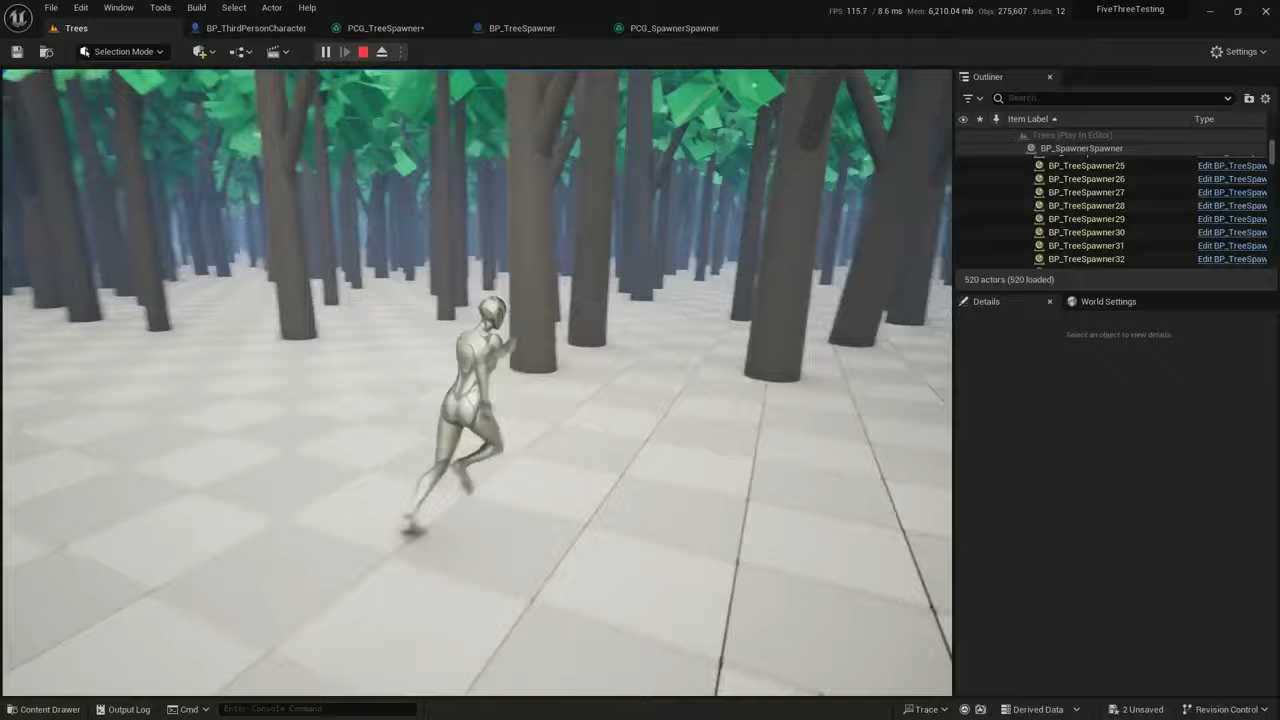 File Edit Window Tools Build Select Actor Help
FPS: 115.7 / 8.6 ms Mem: 6,210.04 mb Objs: 275,607 Stalls: 12
FiveThreeTesting
Trees
BP_ThirdPersonCharacter
PCG_TreeSpawner*
BP_TreeSpawner
PCG_SpawnerSpawner
Selection Mode
Settings
Outliner
Search...
Item Label
Type
Trees (Play In Editor)
BP_SpawnerSpawner
BP_TreeSpawner25 Edit BP_TreeSpaw
BP_TreeSpawner26 Edit BP_TreeSpaw
BP_TreeSpawner27 Edit BP_TreeSpaw
BP_TreeSpawner28 Edit BP_TreeSpaw
BP_TreeSpawner29 Edit BP_TreeSpaw
BP_TreeSpawner30 Edit BP_TreeSpaw
BP_TreeSpawner31 Edit BP_TreeSpaw
BP_TreeSpawner32 Edit BP_TreeSpaw
520 actors (520 loaded)
Details
World Settings
Select an object to view details.
Content Drawer
Output Log
Cmd
Enter Console Command
Trace
Derived Data
2 Unsaved
Revision Control